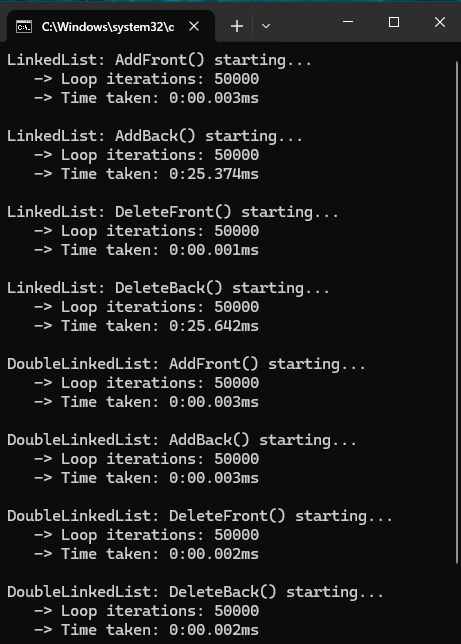 C:\Windows\system32\c
LinkedList: AddFront() starting...
-> Loop iterations: 50000
-> Time taken: 0:00.003ms
LinkedList: AddBack() starting...
-> Loop iterations: 50000
-> Time taken: 0:25.374ms
LinkedList: DeleteFront() starting...
-> Loop iterations: 50000
-> Time taken: 0:00.001ms
LinkedList: DeleteBack() starting...
-> Loop iterations: 50000
-> Time taken: 0:25.642ms
DoubleLinkedList: AddFront() starting...
-> Loop iterations: 50000
-> Time taken: 0:00.003ms
DoubleLinkedList: AddBack() starting...
-> Loop iterations: 50000
-> Time taken: 0:00.003ms
DoubleLinkedList: DeleteFront() starting...
-> Loop iterations: 50000
-> Time taken: 0:00.002ms
DoubleLinkedList: DeleteBack() starting...
-> Loop iterations: 50000
-> Time taken: 0:00.002ms